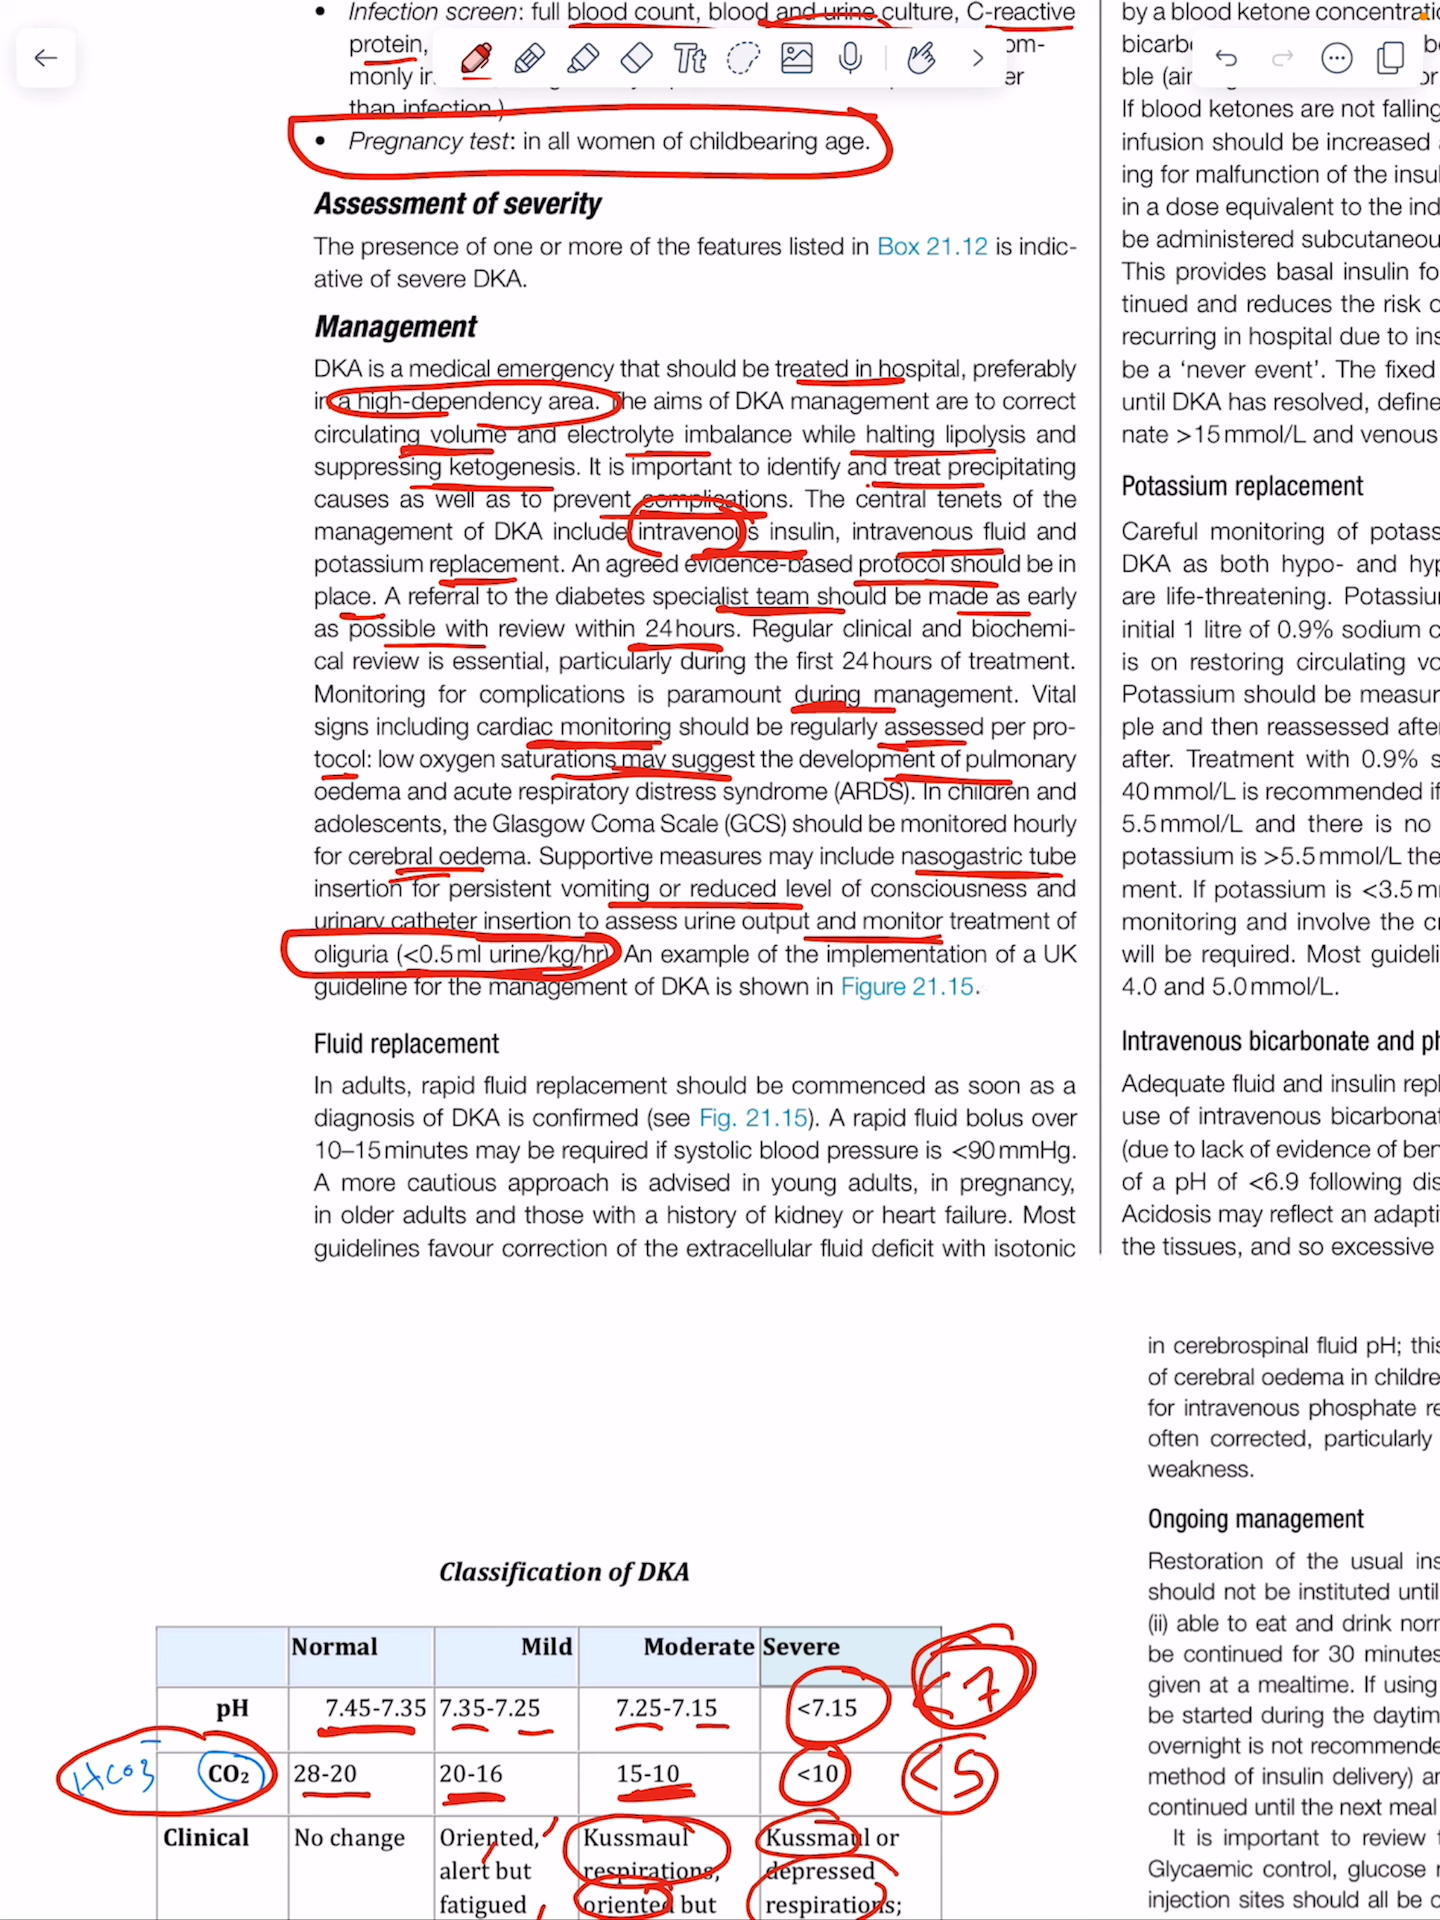 • Infection screen: full blood count, blood and urine culture, C-reactive
protein,
om-
monly in
er
than infection.)
• Pregnancy test: in all women of childbearing age.
Assessment of severity
The presence of one or more of the features listed in Box 21.12 is indic-
ative of severe DKA.
Management
DKA is a medical emergency that should be treated in hospital, preferably
in a high-dependency area. The aims of DKA management are to correct
circulating volume and electrolyte imbalance while halting lipolysis and
suppressing ketogenesis. It is important to identify and treat precipitating
causes as well as to prevent complications. The central tenets of the
management of DKA include intravenous insulin, intravenous fluid and
potassium replacement. An agreed evidence-based protocol should be in
place. A referral to the diabetes specialist team should be made as early
as possible with review within 24 hours. Regular clinical and biochemi-
cal review is essential, particularly during the first 24 hours of treatment.
Monitoring for complications is paramount during management. Vital
signs including cardiac monitoring should be regularly assessed per pro-
tocol: low oxygen saturations may suggest the development of pulmonary
oedema and acute respiratory distress syndrome (ARDS). In children and
adolescents, the Glasgow Coma Scale (GCS) should be monitored hourly
for cerebral oedema. Supportive measures may include nasogastric tube
insertion for persistent vomiting or reduced level of consciousness and
urinary catheter insertion to assess urine output and monitor treatment of
oliguria (<0.5 ml urine/kg/hr). An example of the implementation of a UK
guideline for the management of DKA is shown in Figure 21.15.
Fluid replacement
In adults, rapid fluid replacement should be commenced as soon as a
diagnosis of DKA is confirmed (see Fig. 21.15). A rapid fluid bolus over
10–15 minutes may be required if systolic blood pressure is <90 mmHg.
A more cautious approach is advised in young adults, in pregnancy,
in older adults and those with a history of kidney or heart failure. Most
guidelines favour correction of the extracellular fluid deficit with isotonic
by a blood ketone concentratio
bicarb
ble (air
or
If blood ketones are not falling
infusion should be increased
ing for malfunction of the insul
in a dose equivalent to the ind
be administered subcutaneou
This provides basal insulin fo
tinued and reduces the risk o
recurring in hospital due to ins
be a ‘never event’. The fixed
until DKA has resolved, define
nate >15 mmol/L and venous
Potassium replacement
Careful monitoring of potass
DKA as both hypo- and hyp
are life-threatening. Potassiur
initial 1 litre of 0.9% sodium c
is on restoring circulating vo
Potassium should be measur
ple and then reassessed after
after. Treatment with 0.9% s
40 mmol/L is recommended if
5.5 mmol/L and there is no
potassium is >5.5 mmol/L the
ment. If potassium is <3.5 m
monitoring and involve the cr
will be required. Most guideli
4.0 and 5.0 mmol/L.
Intravenous bicarbonate and ph
Adequate fluid and insulin repl
use of intravenous bicarbonat
(due to lack of evidence of ber
of a pH of <6.9 following dis
Acidosis may reflect an adapti
the tissues, and so excessive
in cerebrospinal fluid pH; this
of cerebral oedema in childre
for intravenous phosphate re
often corrected, particularly
weakness.
Ongoing management
Restoration of the usual ins
should not be instituted until
(ii) able to eat and drink norr
be continued for 30 minutes
given at a mealtime. If using
be started during the daytim
overnight is not recommende
method of insulin delivery) ar
continued until the next meal
It is important to review t
Glycaemic control, glucose r
injection sites should all be c
Classification of DKA
Normal Mild Moderate Severe
pH 7.45-7.35 7.35-7.25 7.25-7.15 <7.15 <7
HCO3⁻ CO₂ 28-20 20-16 15-10 <10 <5
Clinical No change Oriented, Kussmaul Kussmaul or
alert but respirations, depressed
fatigued oriented but respirations;